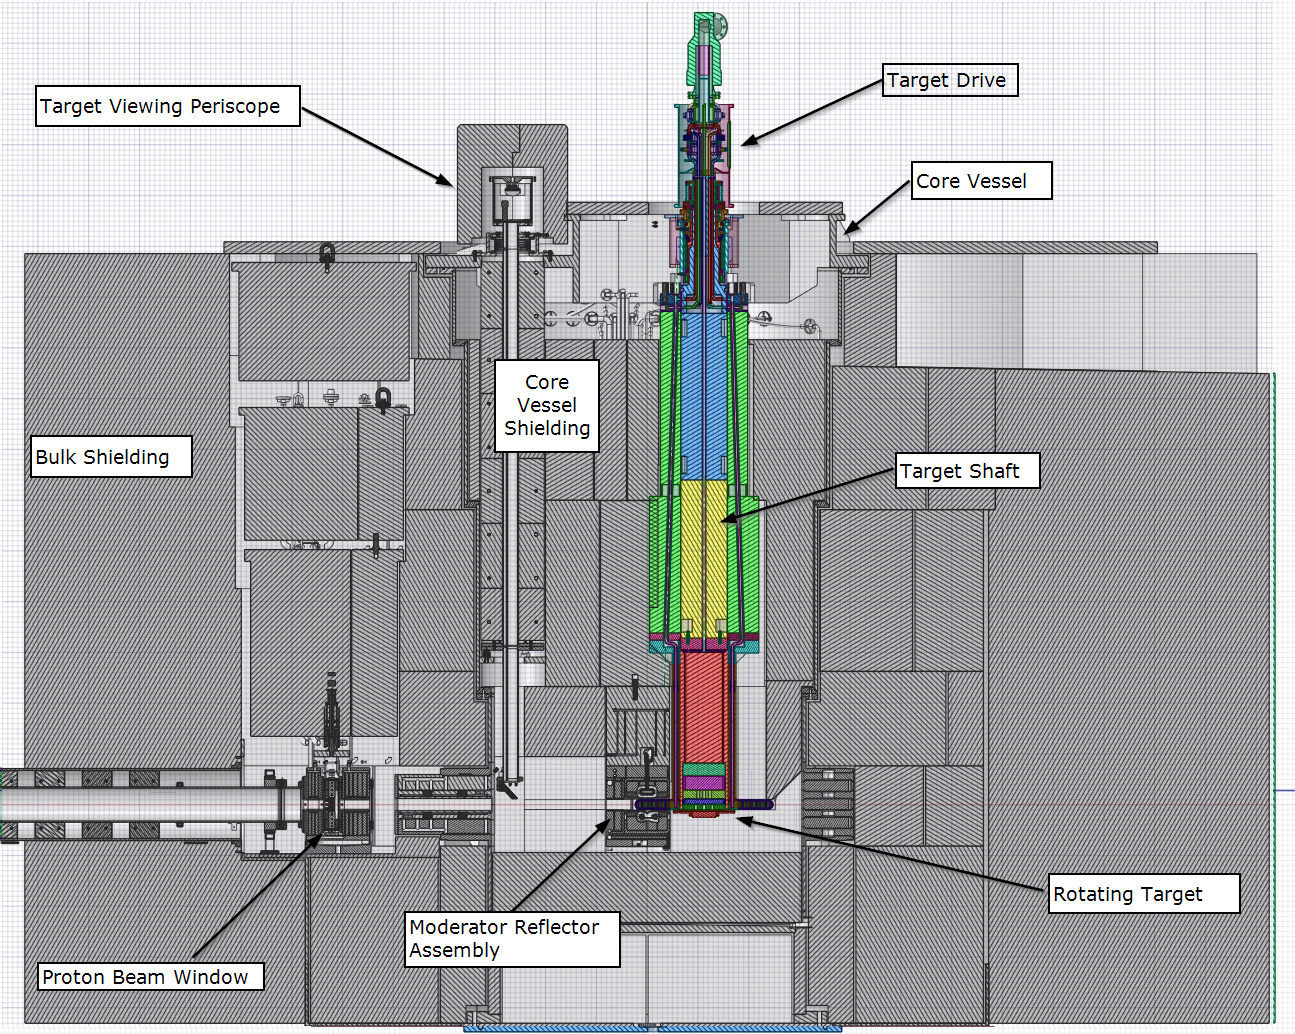 Target Drive
Target Viewing Periscope
Core Vessel
Core
Vessel
Shielding
Bulk Shielding
Target Shaft
Rotating Target
Moderator Reflector
Assembly
Proton Beam Window